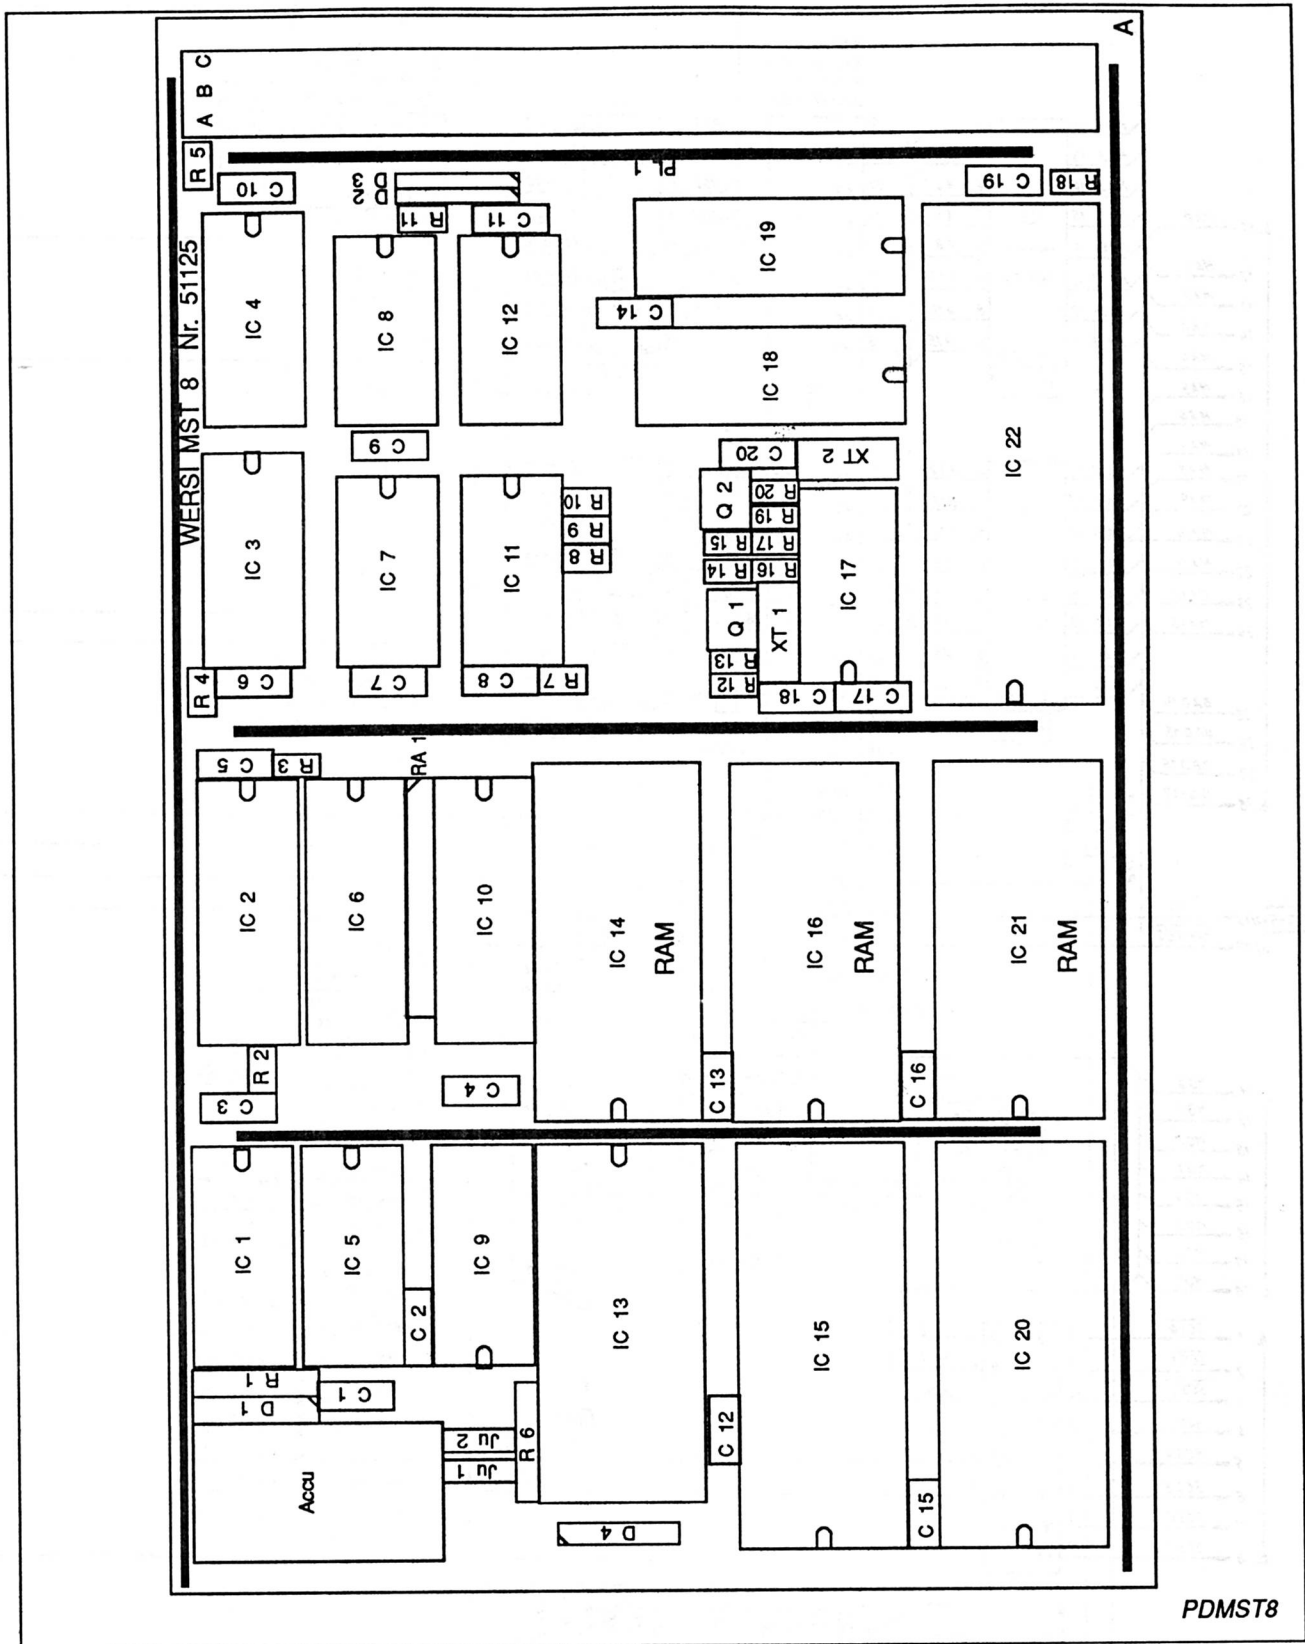 A
A B C
R 5
C 10
D 3
D 2
PL 1
C 19
R 18
R 11
C 11
WERSI MST 8 Nr. 51125
IC 4
IC 8
IC 12
IC 19
C 14
IC 18
IC 22
C 9
C 20
XT 2
Q 2
R 20
R 19
R 15
R 17
R 14
R 16
IC 3
IC 7
IC 11
R 10
R 9
R 8
IC 17
Q 1
XT 1
R 13
R 12
R 4
C 6
C 7
C 8
R 7
C 18
C 17
C 5
R 3
RA 1
IC 2
IC 6
IC 10
IC 14
RAM
IC 16
RAM
IC 21
RAM
R 2
C 3
C 4
C 13
C 16
IC 1
IC 5
IC 9
C 2
IC 13
IC 15
IC 20
R 1
D 1
C 1
Accu
Ju 2
Ju 1
R 6
C 12
C 15
D 4
PDMST8